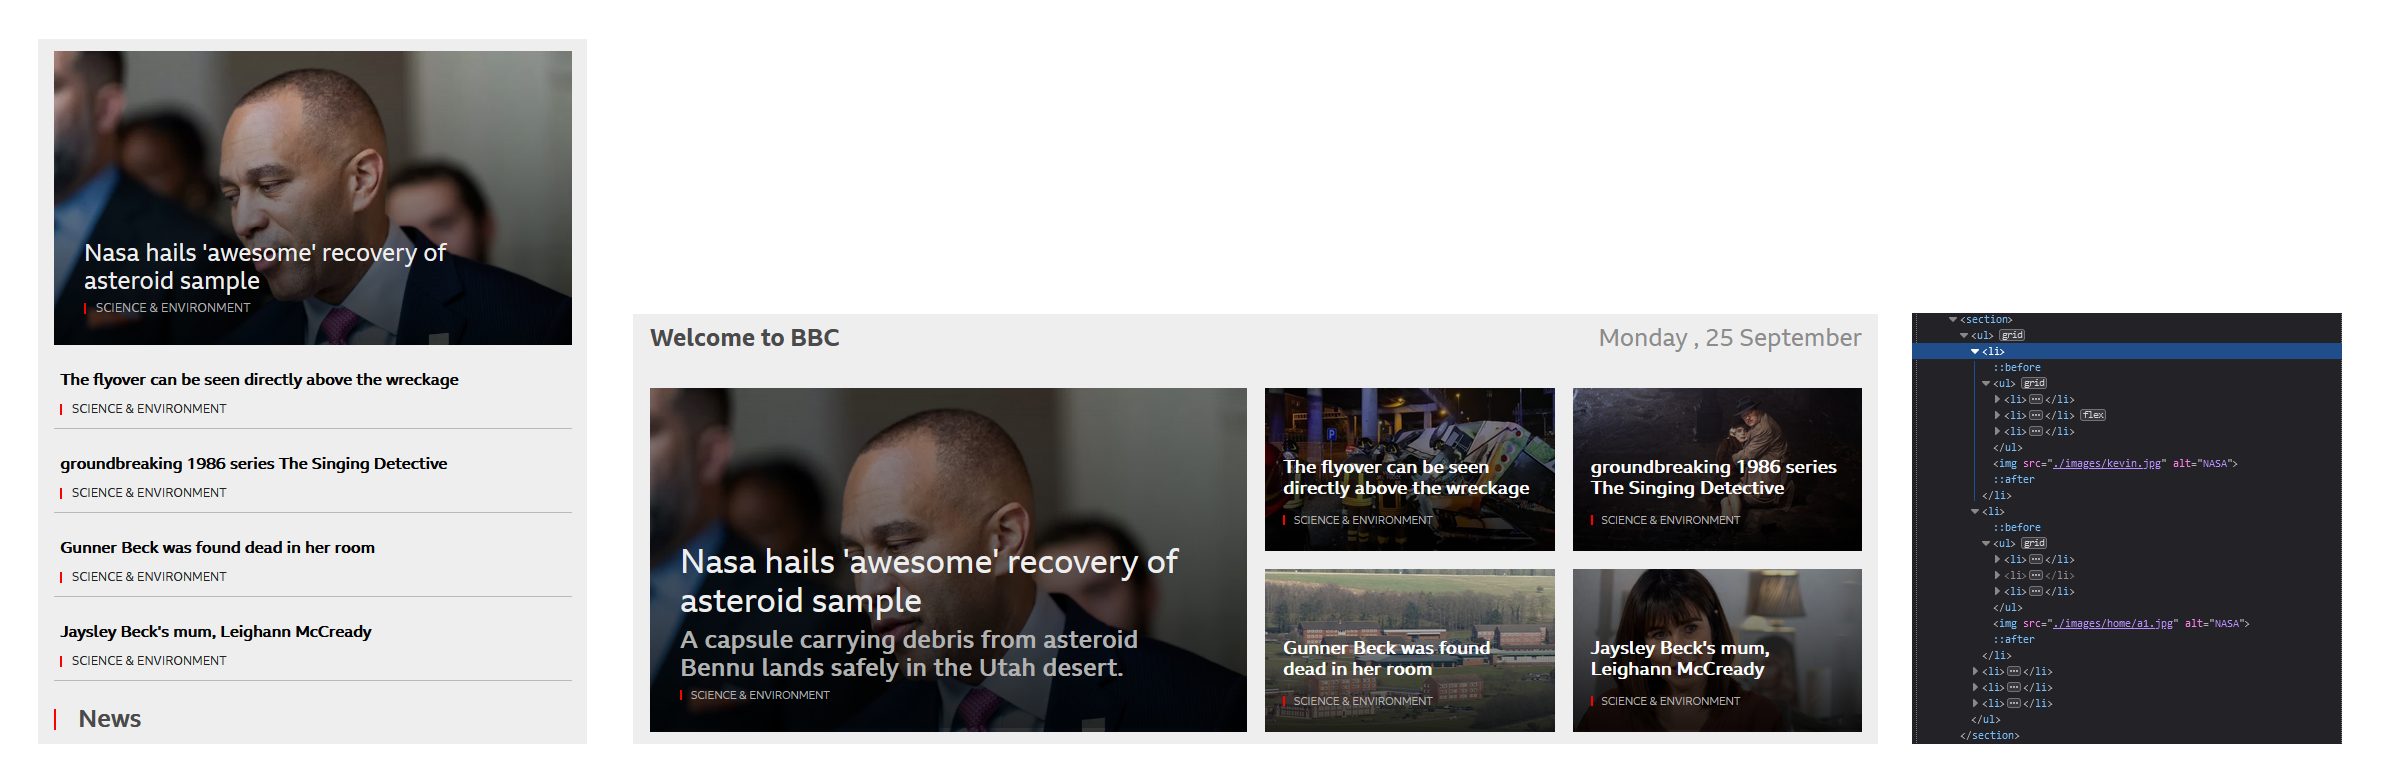 Nasa hails 'awesome' recovery of
asteroid sample
SCIENCE & ENVIRONMENT
The flyover can be seen directly above the wreckage
SCIENCE & ENVIRONMENT
groundbreaking 1986 series The Singing Detective
SCIENCE & ENVIRONMENT
Gunner Beck was found dead in her room
SCIENCE & ENVIRONMENT
Jaysley Beck's mum, Leighann McCready
SCIENCE & ENVIRONMENT
News
Welcome to BBC
Monday , 25 September
Nasa hails 'awesome' recovery of
asteroid sample
A capsule carrying debris from asteroid
Bennu lands safely in the Utah desert.
SCIENCE & ENVIRONMENT
P
The flyover can be seen
directly above the wreckage
SCIENCE & ENVIRONMENT
groundbreaking 1986 series
The Singing Detective
SCIENCE & ENVIRONMENT
Gunner Beck was found
dead in her room
SCIENCE & ENVIRONMENT
Jaysley Beck's mum,
Leighann McCready
SCIENCE & ENVIRONMENT
<section>
<ul> grid
<li>
::before
<ul> grid
<li> ••• </li>
<li> ••• </li> flex
<li> ••• </li>
</ul>
<img src="./images/kevin.jpg" alt="NASA">
::after
</li>
<li>
::before
<ul> grid
<li> ••• </li>
<li> ••• </li>
<li> ••• </li>
</ul>
<img src="./images/home/a1.jpg" alt="NASA">
::after
</li>
<li> ••• </li>
<li> ••• </li>
<li> ••• </li>
</ul>
</section>